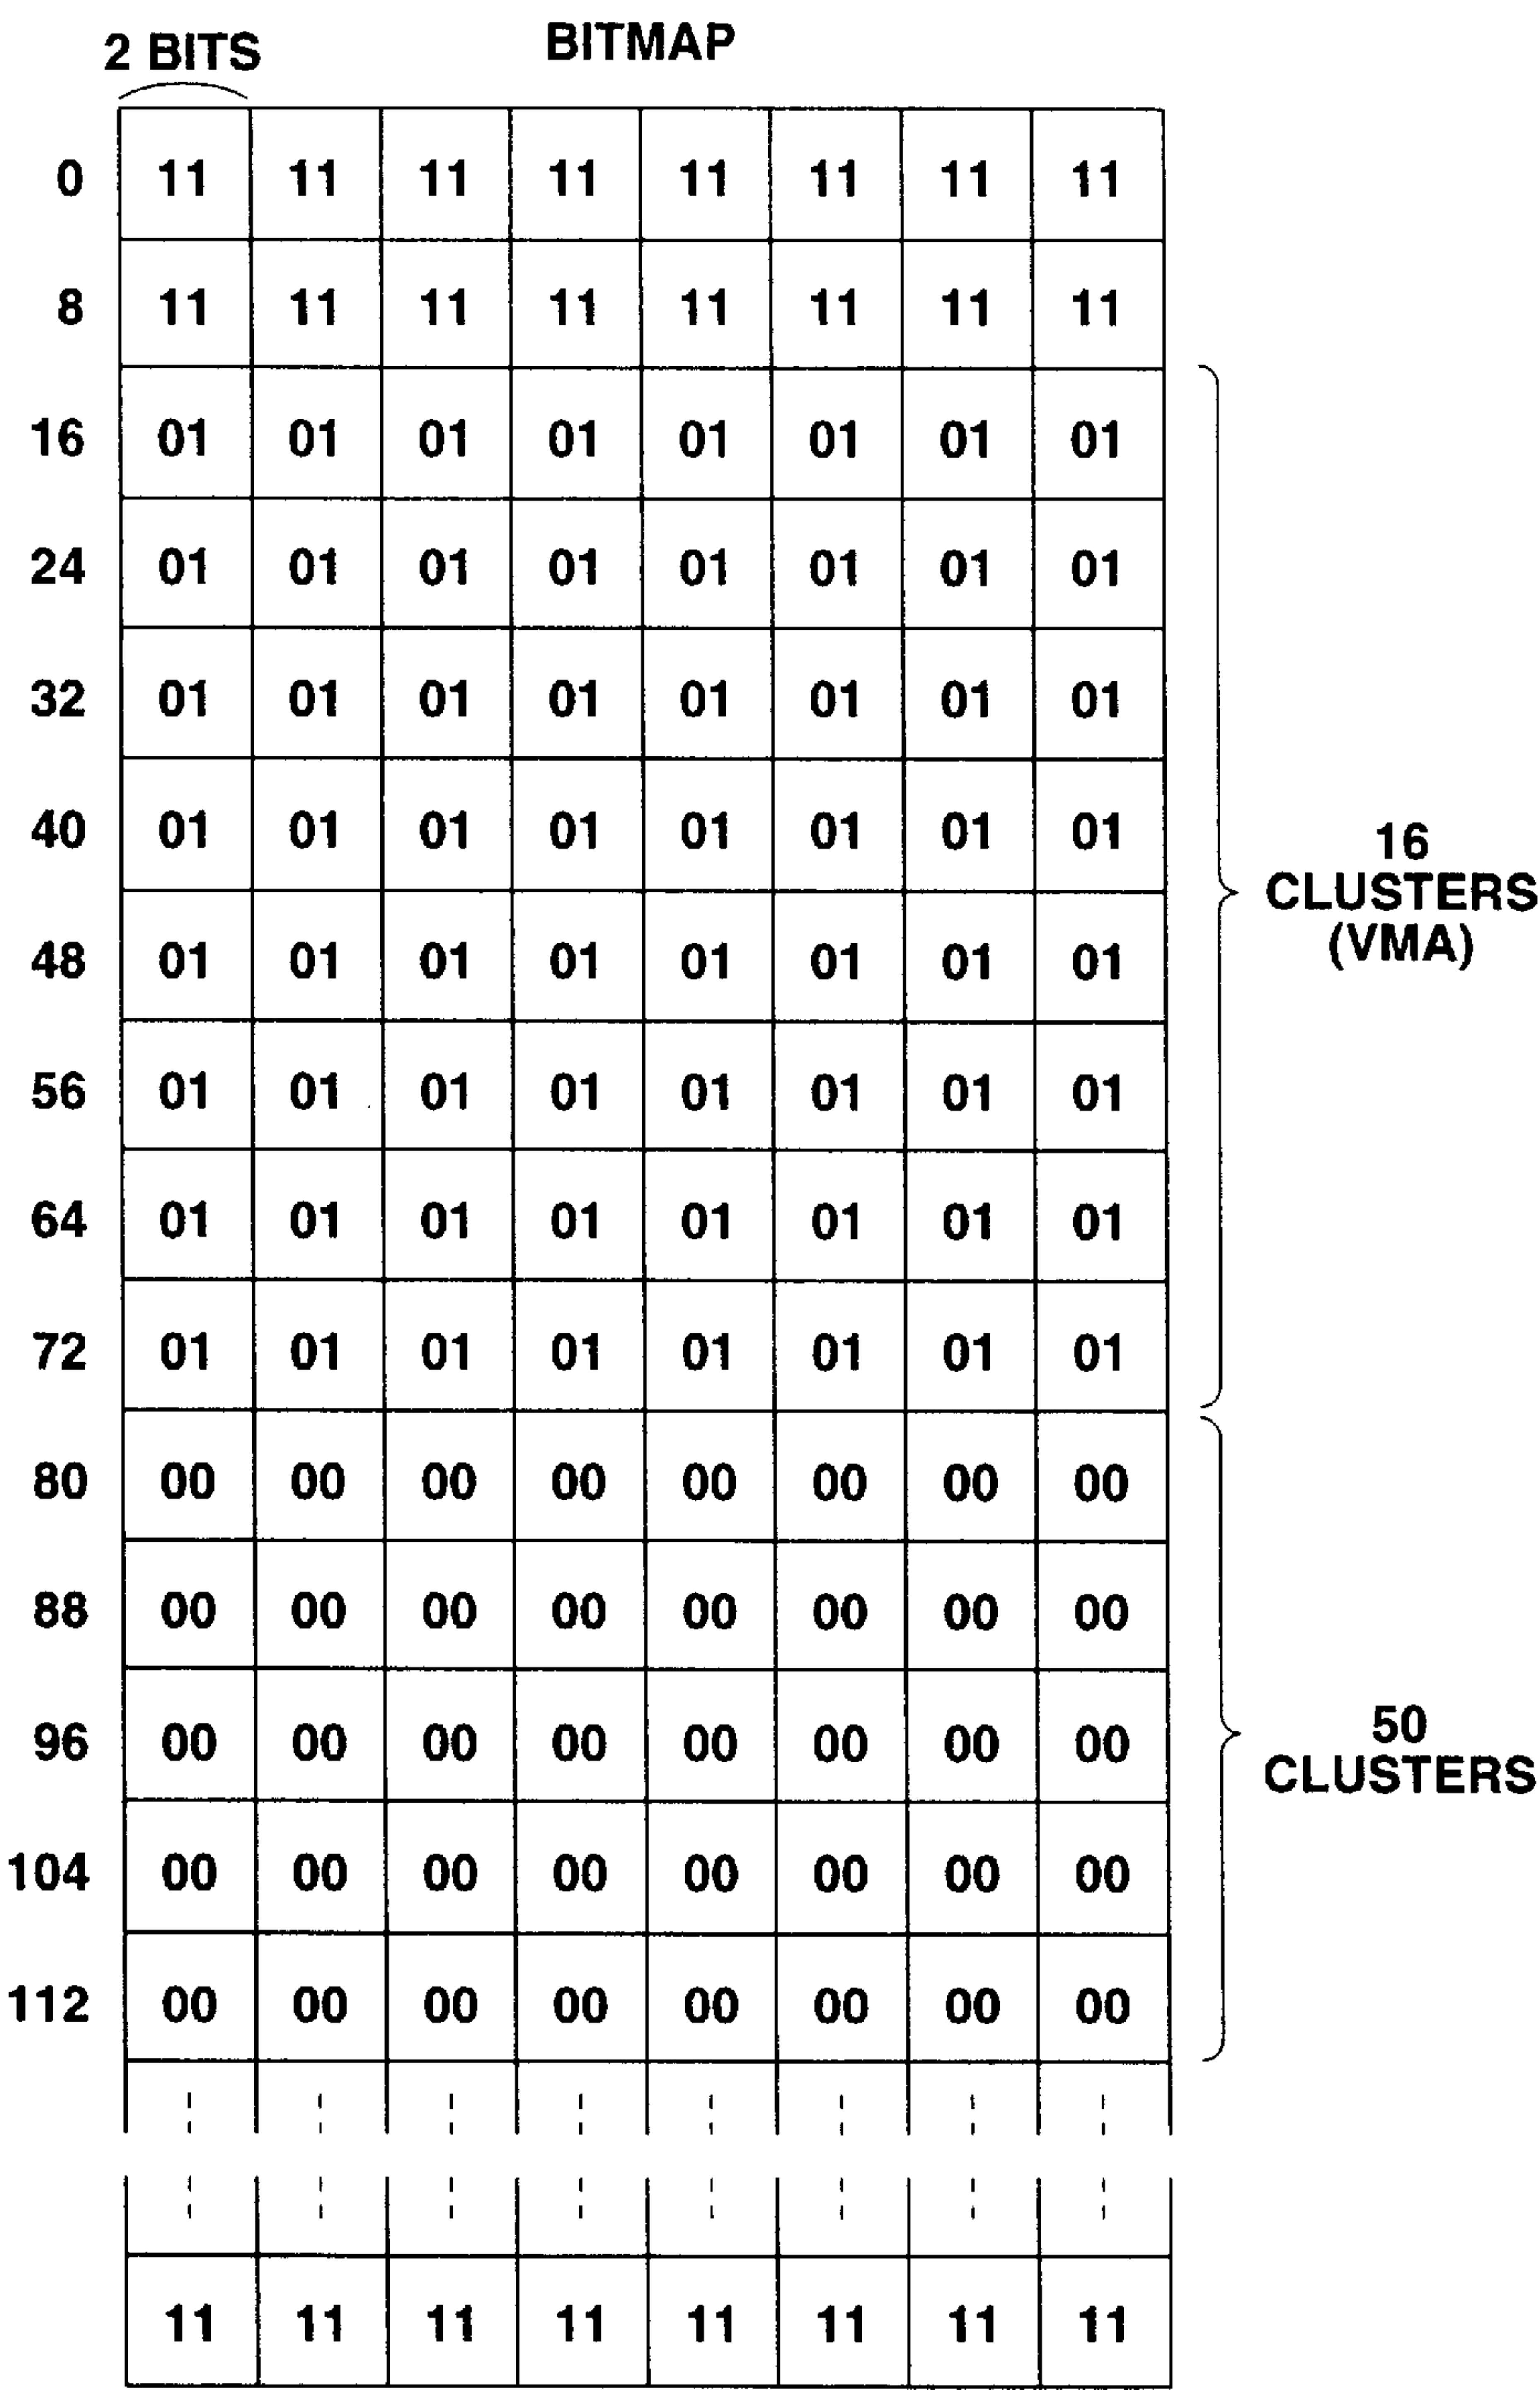 2 BITS
BITMAP
0 11 11 11 11 11 11 11 11
8 11 11 11 11 11 11 11 11
16 01 01 01 01 01 01 01 01
24 01 01 01 01 01 01 01 01
32 01 01 01 01 01 01 01 01
40 01 01 01 01 01 01 01 01
48 01 01 01 01 01 01 01 01
56 01 01 01 01 01 01 01 01
64 01 01 01 01 01 01 01 01
72 01 01 01 01 01 01 01 01
16
CLUSTERS
(VMA)
80 00 00 00 00 00 00 00 00
88 00 00 00 00 00 00 00 00
96 00 00 00 00 00 00 00 00
104 00 00 00 00 00 00 00 00
112 00 00 00 00 00 00 00 00
50
CLUSTERS
11 11 11 11 11 11 11 11